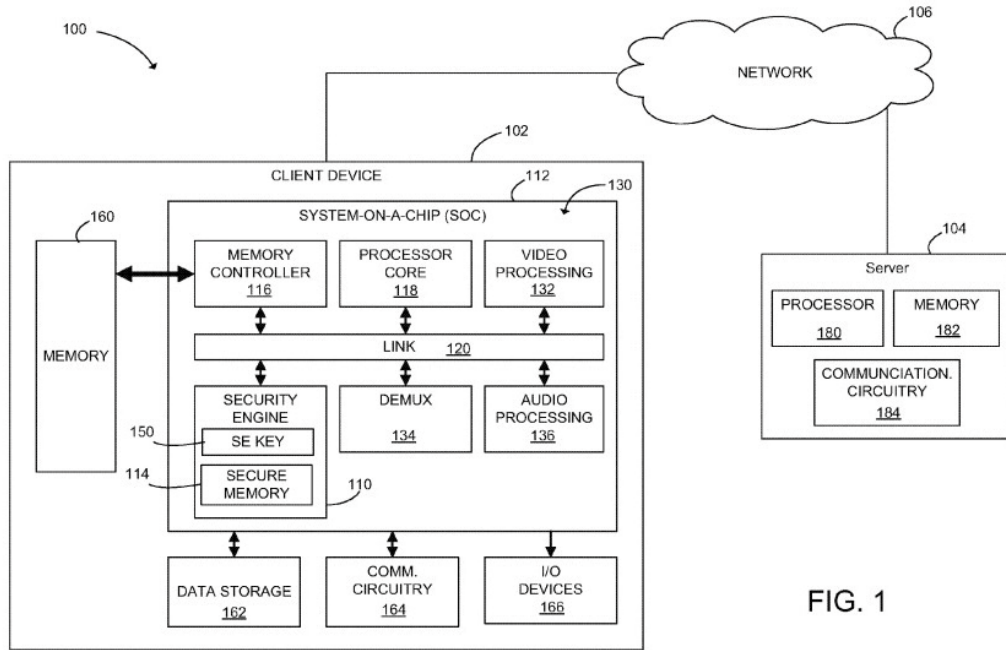 100
106
NETWORK
102
CLIENT DEVICE
112
130
SYSTEM-ON-A-CHIP (SOC)
160
MEMORY
CONTROLLER
116
PROCESSOR
CORE
118
VIDEO
PROCESSING
132
MEMORY
LINK 120
SECURITY
ENGINE
150
SE KEY
114
SECURE
MEMORY
110
DEMUX
134
AUDIO
PROCESSING
136
DATA STORAGE
162
COMM.
CIRCUITRY
164
I/O
DEVICES
166
104
Server
PROCESSOR
180
MEMORY
182
COMMUNCIATION.
CIRCUITRY
184
FIG. 1